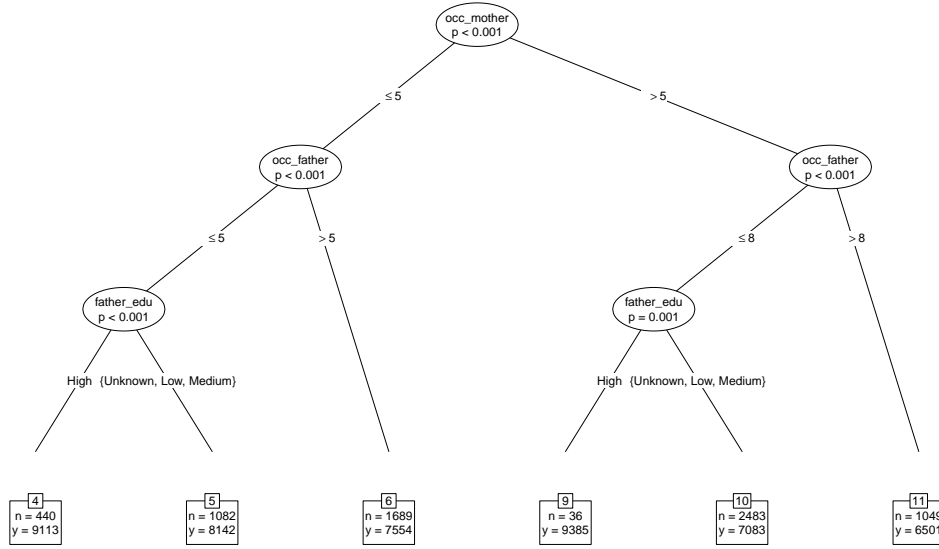 occ_mother
p < 0.001
≤ 5
> 5
occ_father
p < 0.001
occ_father
p < 0.001
≤ 5
> 5
≤ 8
> 8
father_edu
p < 0.001
father_edu
p = 0.001
High {Unknown, Low, Medium}
High {Unknown, Low, Medium}
4
n = 440
y = 9113
5
n = 1082
y = 8142
6
n = 1689
y = 7554
9
n = 36
y = 9385
10
n = 2483
y = 7083
11
n = 1049
y = 6501